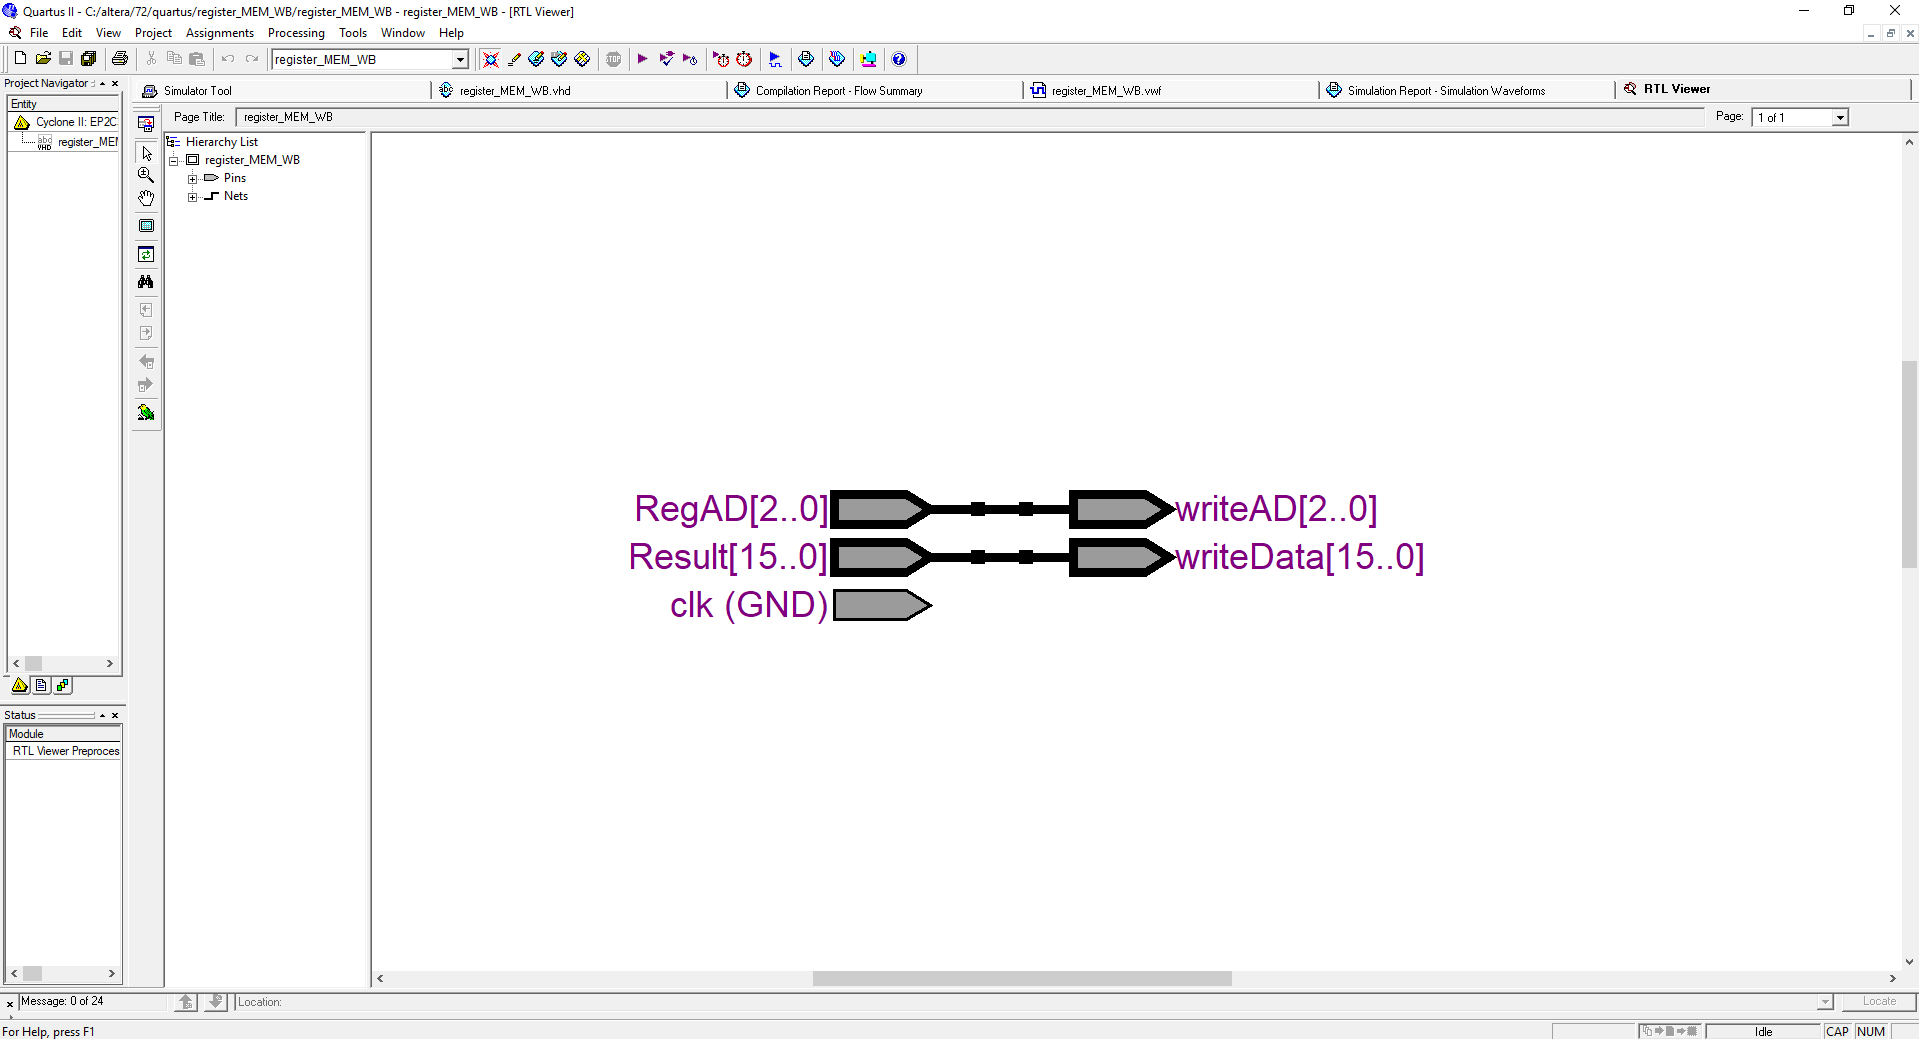 Quartus II - C:/altera/72/quartus/register_MEM_WB/register_MEM_WB - register_MEM_WB - [RTL Viewer]
File Edit View Project Assignments Processing Tools Window Help
register_MEM_WB
Project Navigator
Entity
Cyclone II: EP2C
register_MEM
Simulator Tool
register_MEM_WB.vhd
Compilation Report - Flow Summary
register_MEM_WB.vwf
Simulation Report - Simulation Waveforms
RTL Viewer
Page Title: register_MEM_WB
Page: 1 of 1
Hierarchy List
register_MEM_WB
Pins
Nets
RegAD[2..0] writeAD[2..0]
Result[15..0] writeData[15..0]
clk (GND)
Status
Module
RTL Viewer Preproces
Message: 0 of 24
Location:
Locate
For Help, press F1
Idle
CAP NUM